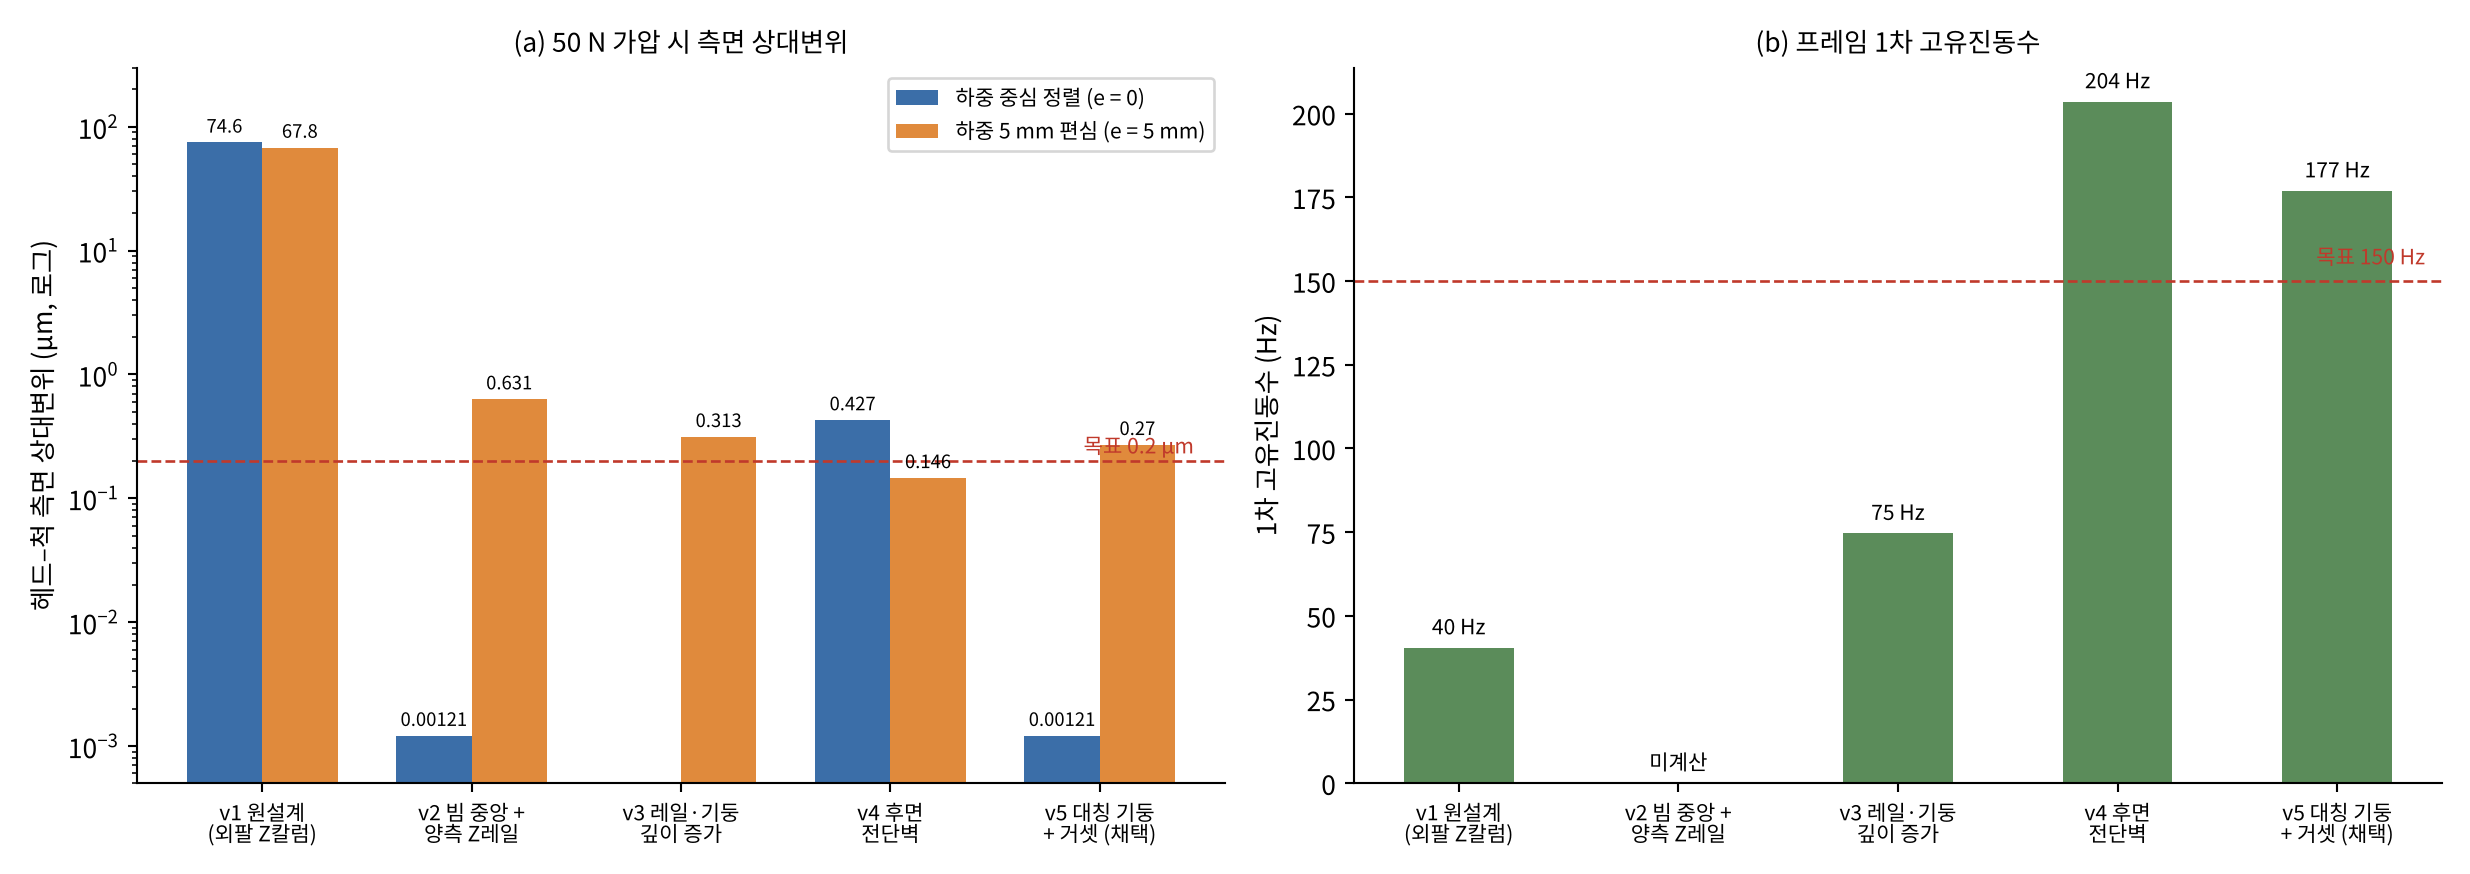 (a) 50 N 가압 시 측면 상대변위
헤드–척 측면 상대변위 (µm, 로그)
10²
10¹
10⁰
10⁻¹
10⁻²
10⁻³
하중 중심 정렬 (e = 0)
하중 5 mm 편심 (e = 5 mm)
74.6
67.8
0.00121
0.631
0.313
0.427
0.146
0.00121
0.27
목표 0.2 µm
v1 원설계
(외팔 Z칼럼)
v2 빔 중앙 +
양측 Z레일
v3 레일·기둥
깊이 증가
v4 후면
전단벽
v5 대칭 기둥
+ 거셋 (채택)
(b) 프레임 1차 고유진동수
1차 고유진동수 (Hz)
200
175
150
125
100
75
50
25
0
40 Hz
미계산
75 Hz
204 Hz
177 Hz
목표 150 Hz
v1 원설계
(외팔 Z칼럼)
v2 빔 중앙 +
양측 Z레일
v3 레일·기둥
깊이 증가
v4 후면
전단벽
v5 대칭 기둥
+ 거셋 (채택)